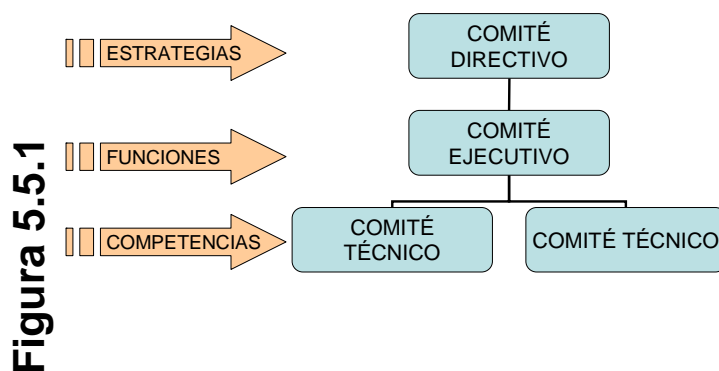 ESTRATEGIAS
COMITÉ
DIRECTIVO
FUNCIONES
COMITÉ
EJECUTIVO
COMPETENCIAS
COMITÉ
TÉCNICO
COMITÉ TÉCNICO
Figura 5.5.1